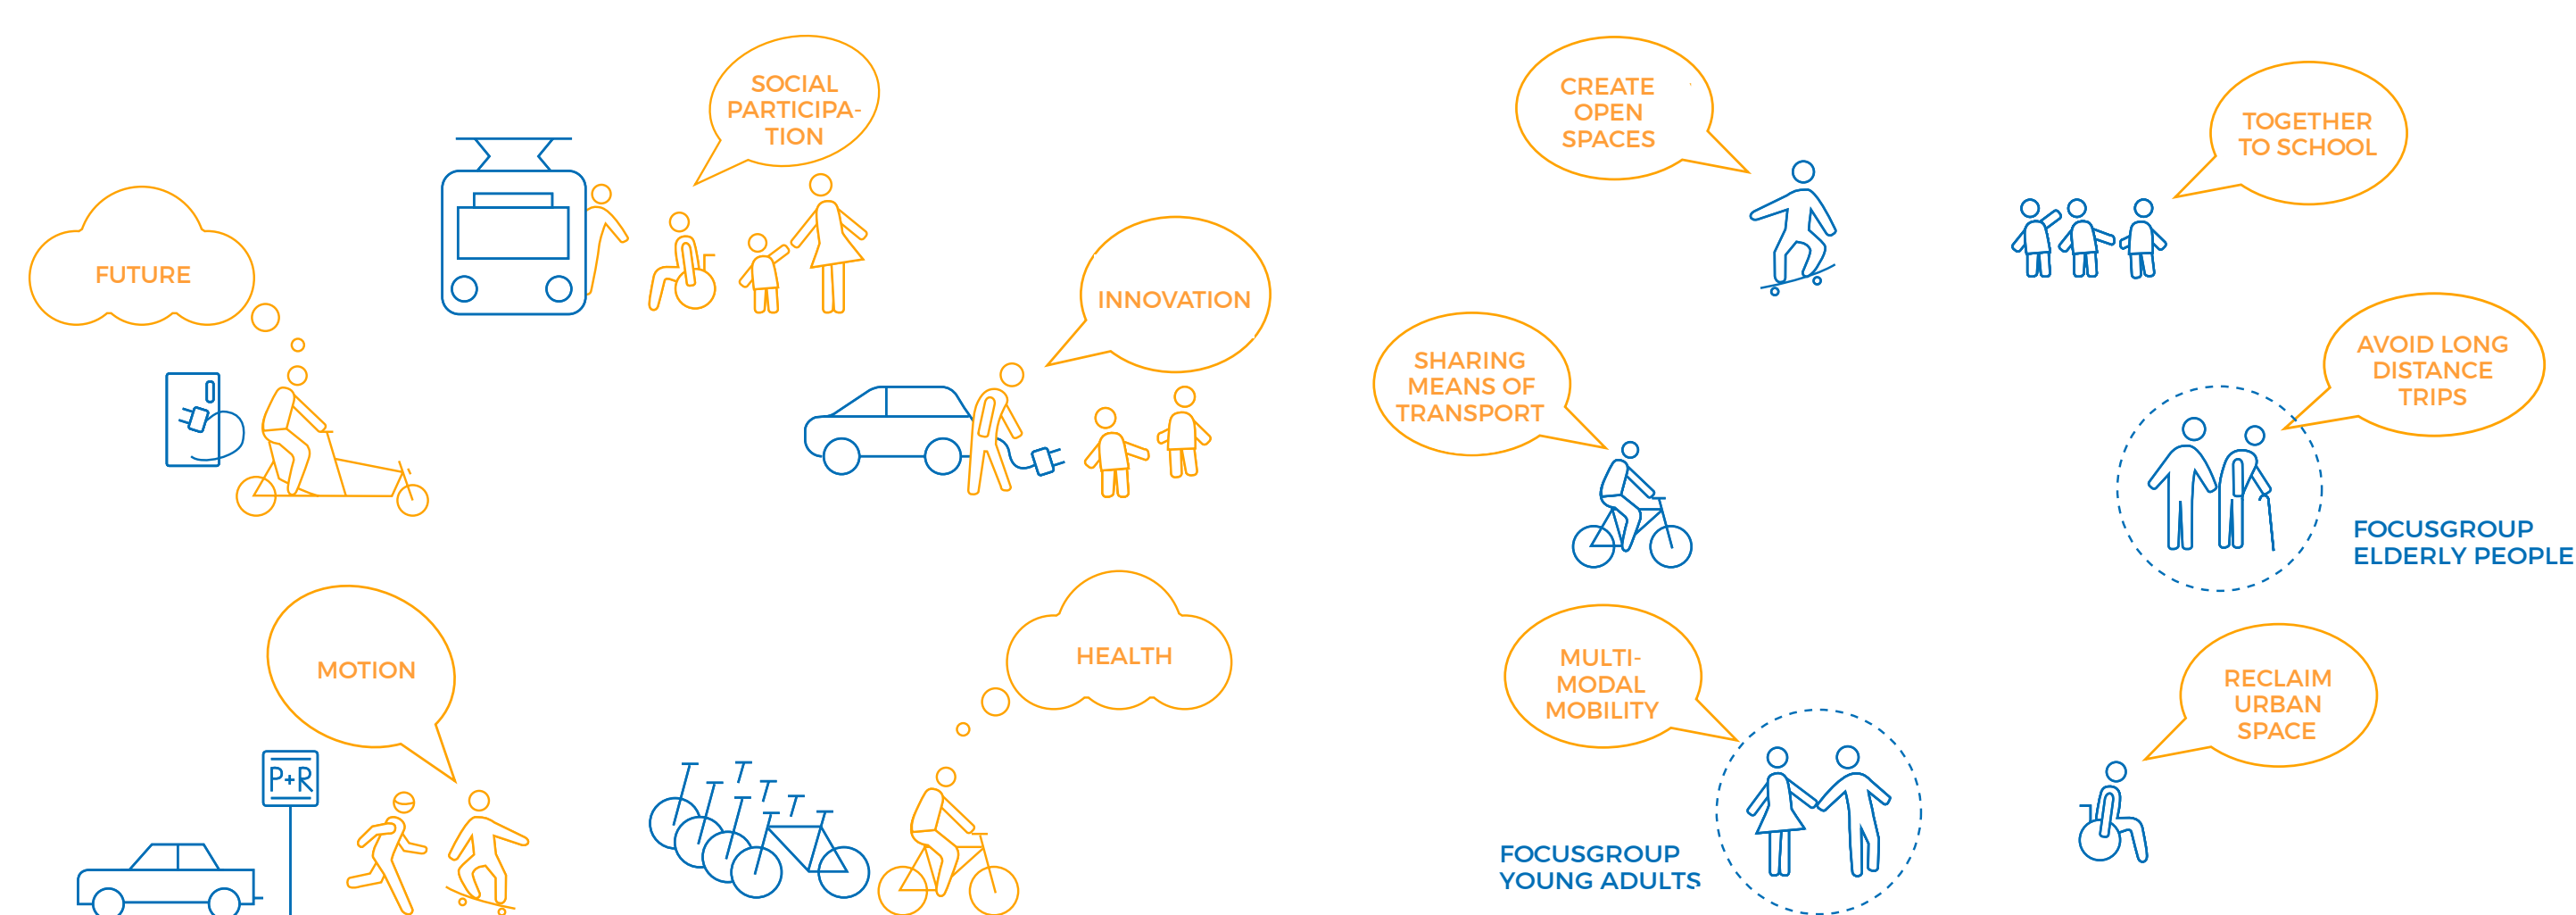 SOCIAL
PARTICIPA-
TION
FUTURE
INNOVATION
MOTION
P+R
HEALTH
CREATE
OPEN
SPACES
TOGETHER
TO SCHOOL
SHARING
MEANS OF
TRANSPORT
AVOID LONG
DISTANCE
TRIPS
FOCUSGROUP
ELDERLY PEOPLE
MULTI-
MODAL
MOBILITY
RECLAIM
URBAN
SPACE
FOCUSGROUP
YOUNG ADULTS